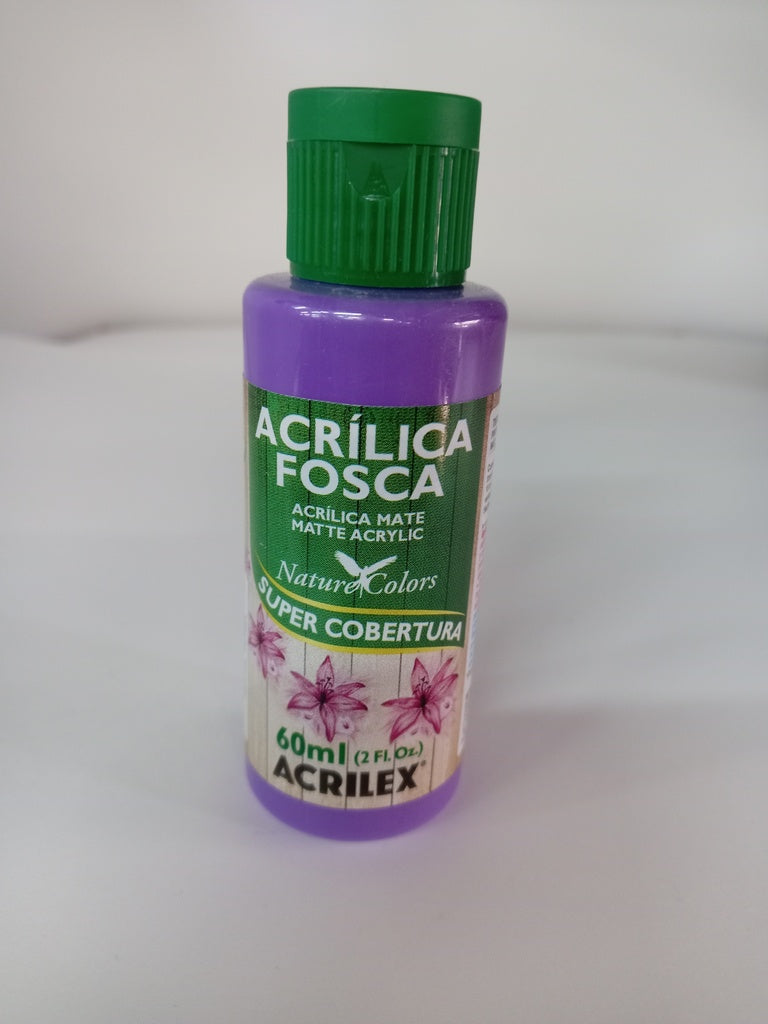 ACRÍLICA
FOSCA
ACRÍLICA MATE
MATTE ACRYLIC
Nature Colors
SUPER COBERTURA
60ml (2 Fl. Oz.)
ACRILEX®